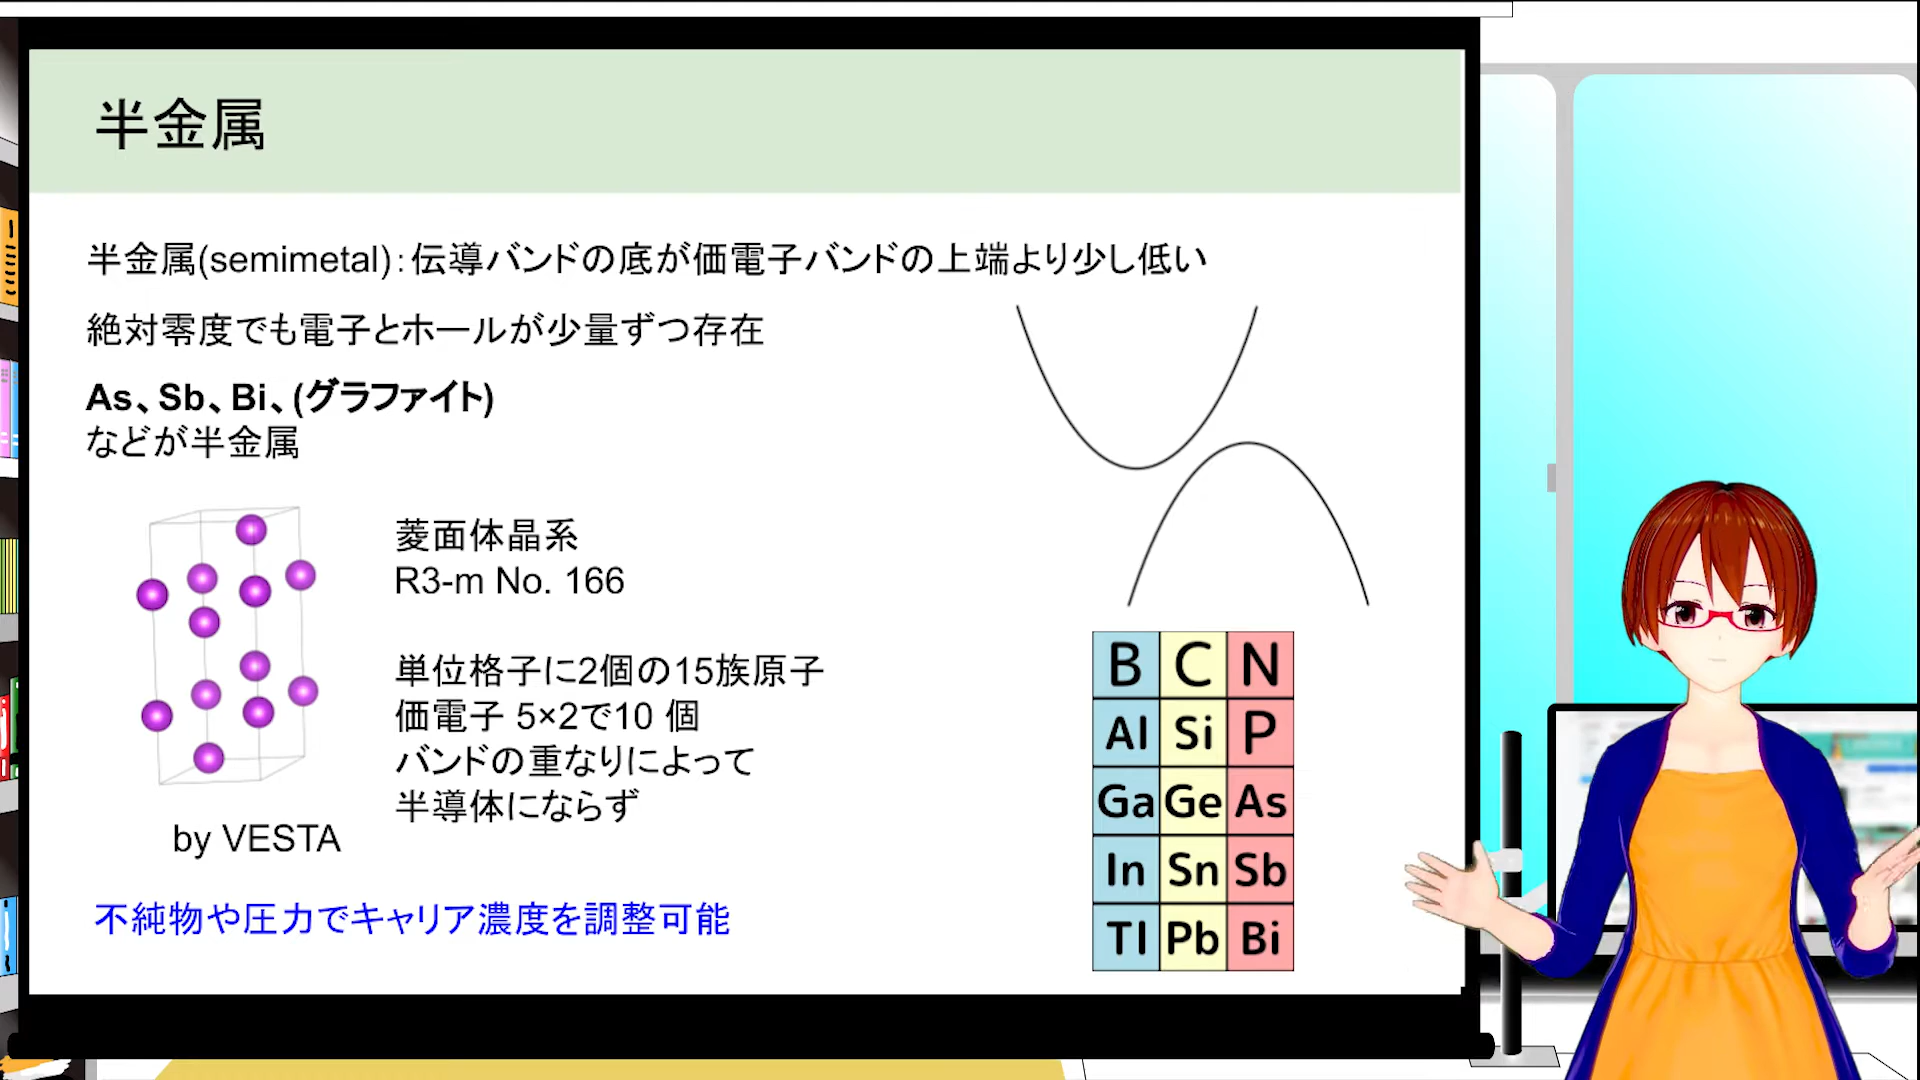 半金属
半金属(semimetal)：伝導バンドの底が価電子バンドの上端より少し低い
絶対零度でも電子とホールが少量ずつ存在
As、Sb、Bi、(グラファイト)
などが半金属
菱面体晶系
R3-m No. 166
単位格子に2個の15族原子
価電子 5×2で10 個
バンドの重なりによって
半導体にならず
by VESTA
不純物や圧力でキャリア濃度を調整可能
B C N
Al Si P
Ga Ge As
In Sn Sb
Tl Pb Bi